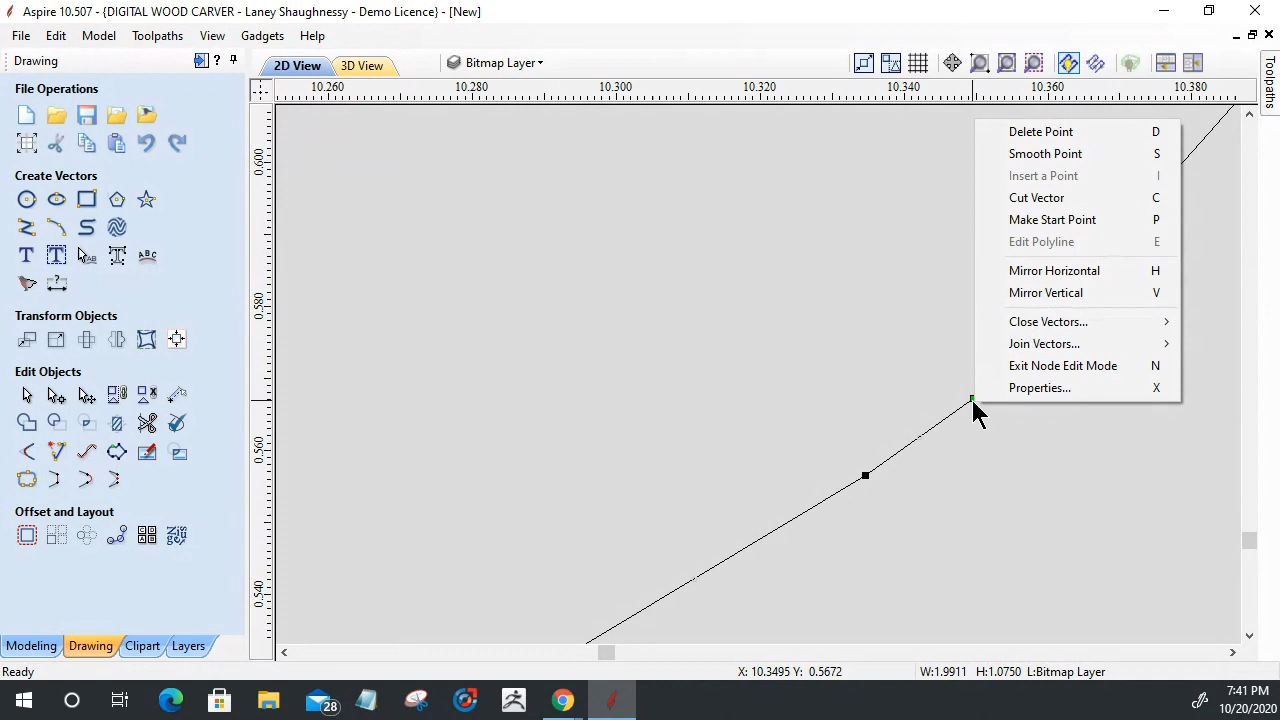 Aspire 10.507 - {DIGITAL WOOD CARVER - Laney Shaughnessy - Demo Licence} - [New]
File Edit Model Toolpaths View Gadgets Help
Drawing
?
2D View
3D View
Bitmap Layer
Toolpaths
File Operations
Create Vectors
Transform Objects
Edit Objects
Offset and Layout
10.260 10.280 10.300 10.320 10.340 10.360 10.380
0.600
0.580
0.560
0.540
Delete Point D
Smooth Point S
Insert a Point I
Cut Vector C
Make Start Point P
Edit Polyline E
Mirror Horizontal H
Mirror Vertical V
Close Vectors...
Join Vectors...
Exit Node Edit Mode N
Properties... X
Modeling Drawing Clipart Layers
Ready
X: 10.3495 Y: 0.5672
W:1.9911 H:1.0750 L:Bitmap Layer
28
7:41 PM
10/20/2020